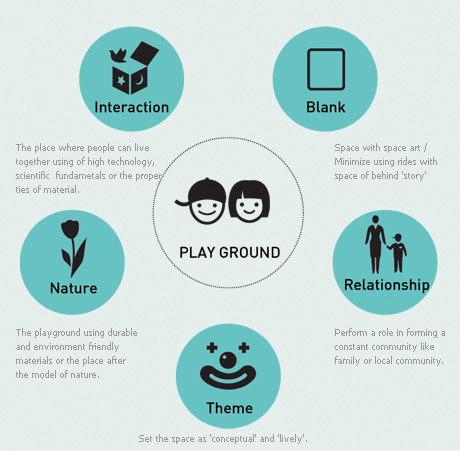 Interaction
The place where people can live
together using of high technology,
scientific fundametals or the proper
ties of material.
Blank
Space with space art /
Minimize using rides with
space of behind 'story'
PLAY GROUND
Nature
The playground using durable
and environment friendly
materials or the place after
the model of nature.
Relationship
Perform a role in forming a
constant community like
family or local community.
Theme
Set the space as 'conceptual' and 'lively'.